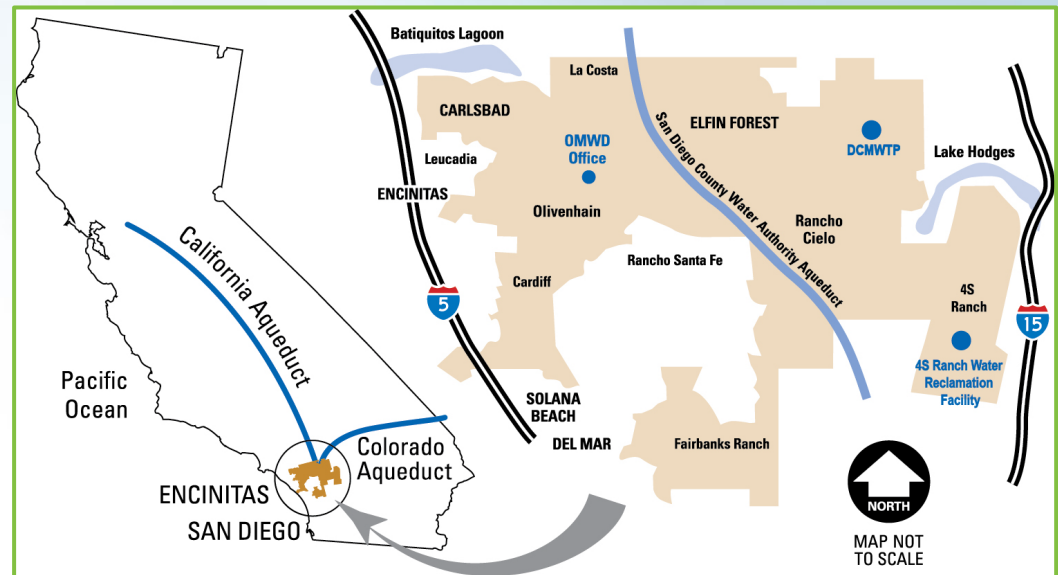 Batiquitos Lagoon
La Costa
CARLSBAD
ELFIN FOREST
San Diego County Water Authority Aqueduct
OMWD
Office
DCMWTP
Lake Hodges
Leucadia
ENCINITAS
Olivenhain
Rancho
Cielo
Rancho Santa Fe
Cardiff
California Aqueduct
5
4S
Ranch
15
4S Ranch Water
Reclamation
Facility
Pacific
Ocean
SOLANA
BEACH
DEL MAR
Fairbanks Ranch
Colorado
Aqueduct
ENCINITAS
SAN DIEGO
NORTH
MAP NOT
TO SCALE